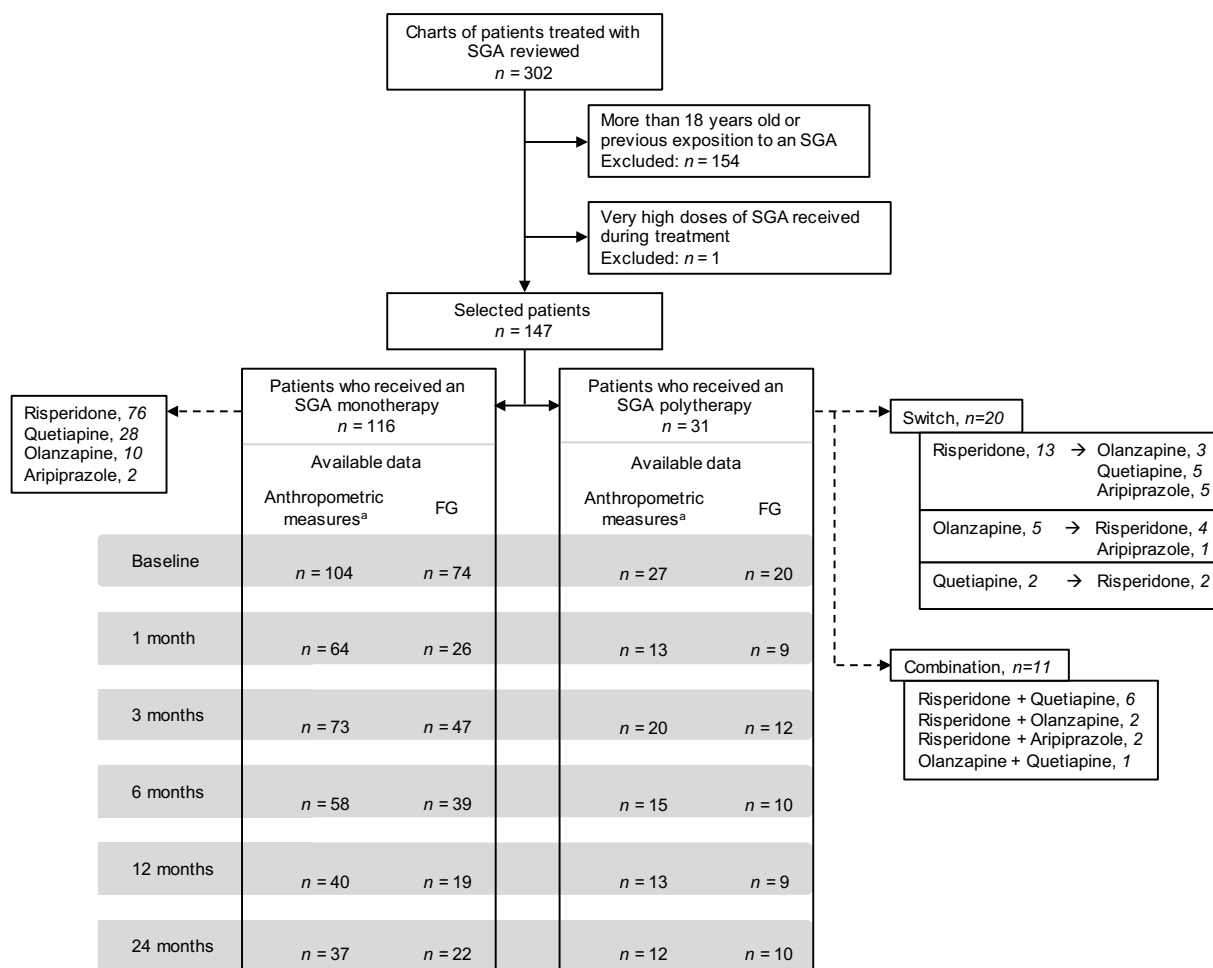 Charts of patients treated with
SGA reviewed
n = 302
More than 18 years old or
previous exposition to an SGA
Excluded: n = 154
Very high doses of SGA received
during treatment
Excluded: n = 1
Selected patients
n = 147
Risperidone, 76
Quetiapine, 28
Olanzapine, 10
Aripiprazole, 2
Patients who received an
SGA monotherapy
n = 116
Available data
Anthropometric
measuresᵃ
FG
Patients who received an
SGA polytherapy
n = 31
Available data
Anthropometric
measuresᵃ
FG
Baseline
n = 104 n = 74 n = 27 n = 20
1 month
n = 64 n = 26 n = 13 n = 9
3 months
n = 73 n = 47 n = 20 n = 12
6 months
n = 58 n = 39 n = 15 n = 10
12 months
n = 40 n = 19 n = 13 n = 9
24 months
n = 37 n = 22 n = 12 n = 10
Switch, n=20
Risperidone, 13 → Olanzapine, 3
Quetiapine, 5
Aripiprazole, 5
Olanzapine, 5 → Risperidone, 4
Aripiprazole, 1
Quetiapine, 2 → Risperidone, 2
Combination, n=11
Risperidone + Quetiapine, 6
Risperidone + Olanzapine, 2
Risperidone + Aripiprazole, 2
Olanzapine + Quetiapine, 1